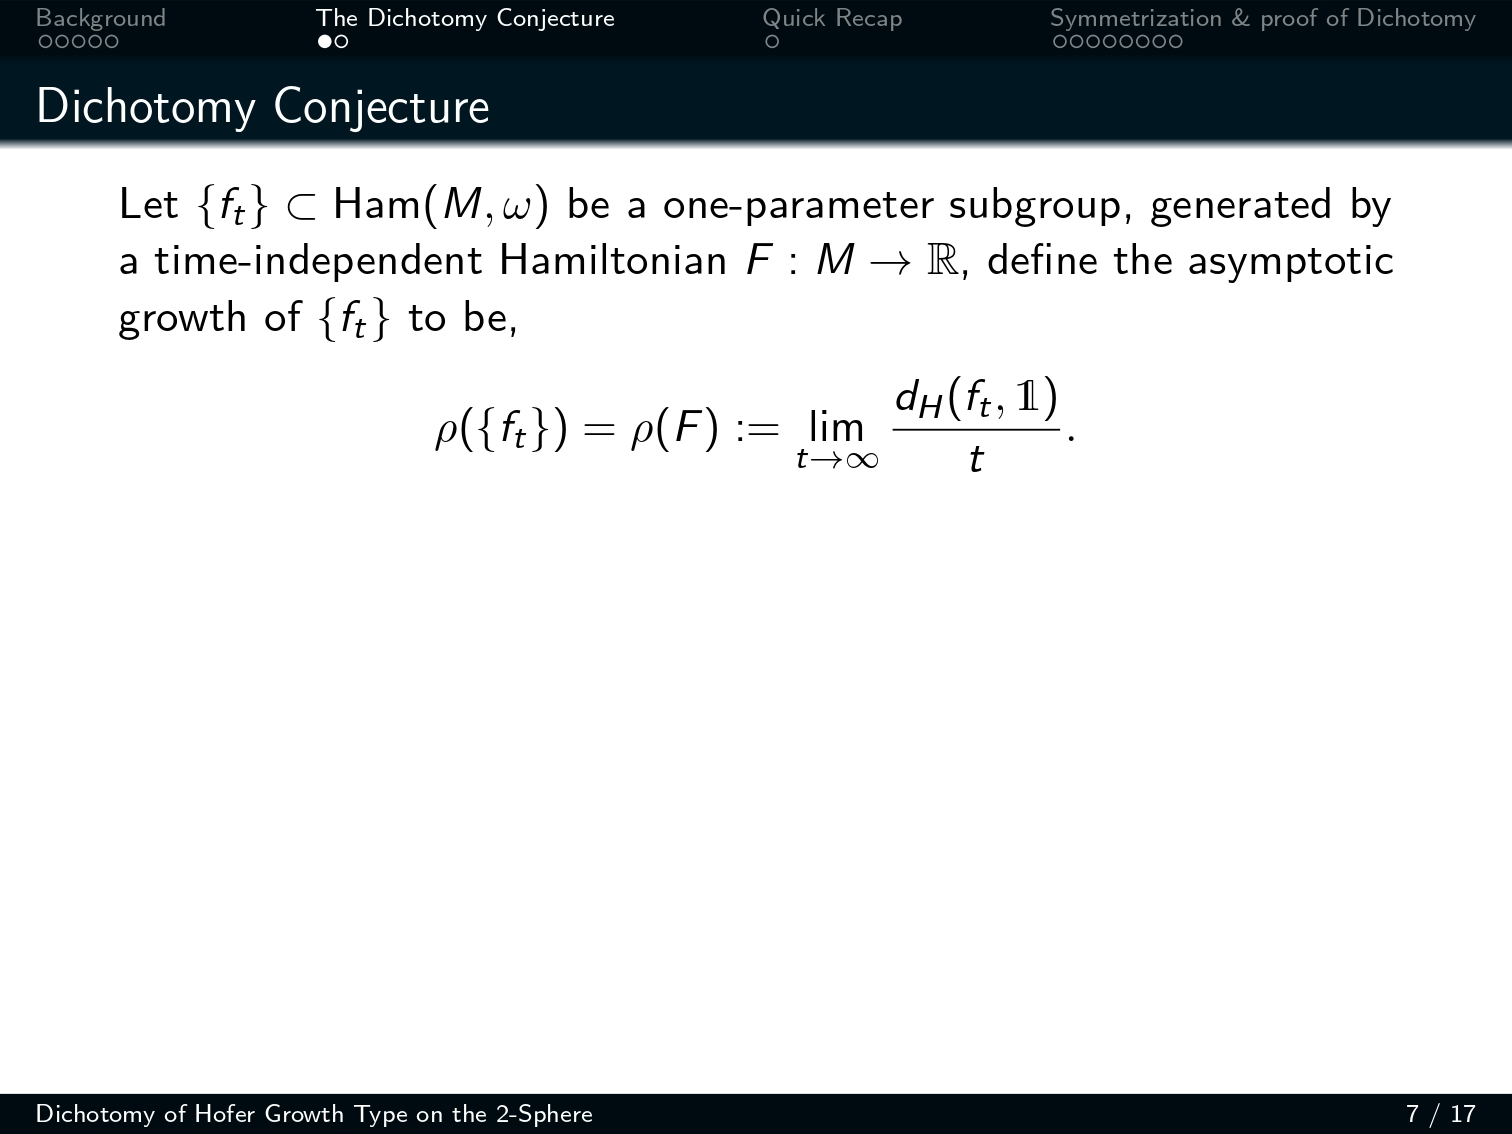 Background The Dichotomy Conjecture Quick Recap Symmetrization & proof of Dichotomy
Dichotomy Conjecture
Let {f_t} ⊂ Ham(M, ω) be a one-parameter subgroup, generated by
a time-independent Hamiltonian F : M → ℝ, define the asymptotic
growth of {f_t} to be,
ρ({f_t}) = ρ(F) := lim_{t→∞} d_H(f_t, 𝟙) / t.
Dichotomy of Hofer Growth Type on the 2-Sphere 7 / 17